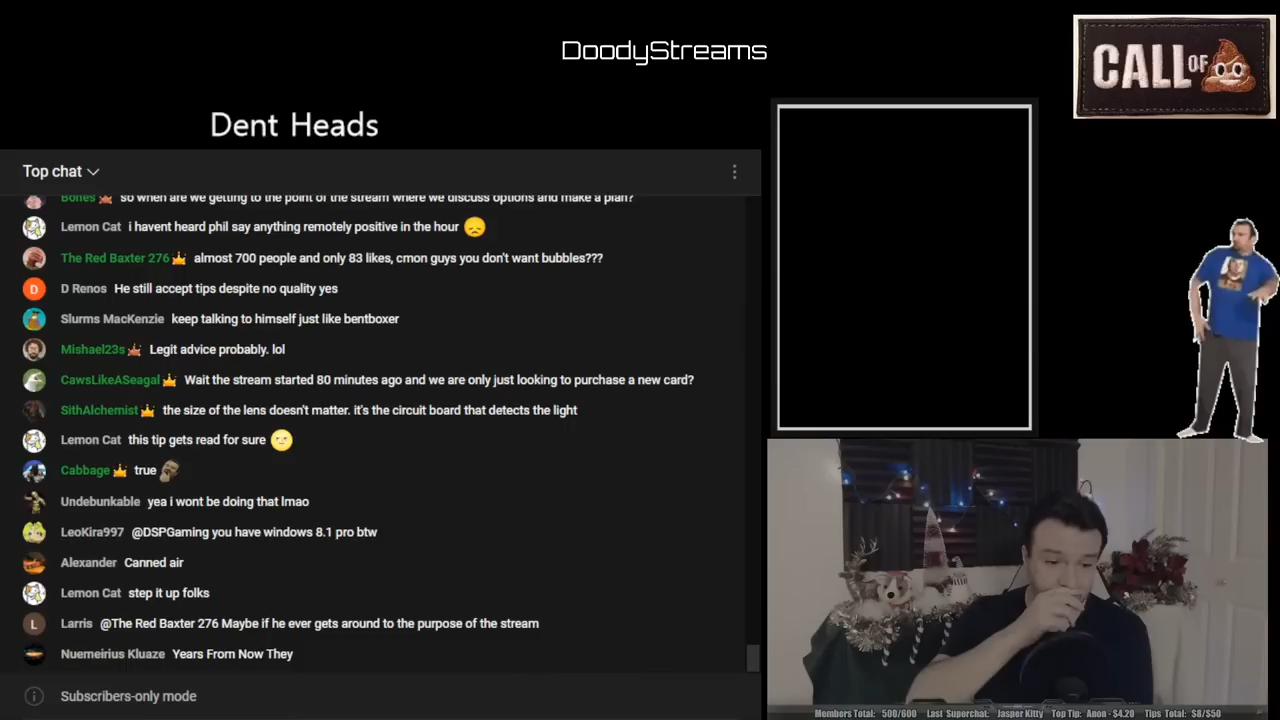 DoodyStreams
CALL OF
Dent Heads
Top chat
Bones so when are we getting to the point of the stream where we discuss options and make a plan?
Lemon Cat i havent heard phil say anything remotely positive in the hour
The Red Baxter 276 almost 700 people and only 83 likes, cmon guys you don't want bubbles???
D
D Renos He still accept tips despite no quality yes
Slurms MacKenzie keep talking to himself just like bentboxer
Mishael23s Legit advice probably. lol
CawsLikeASeagal Wait the stream started 80 minutes ago and we are only just looking to purchase a new card?
SithAlchemist the size of the lens doesn't matter. it's the circuit board that detects the light
Lemon Cat this tip gets read for sure
Cabbage true
Undebunkable yea i wont be doing that lmao
LeoKira997 @DSPGaming you have windows 8.1 pro btw
Alexander Canned air
Lemon Cat step it up folks
L
Larris @The Red Baxter 276 Maybe if he ever gets around to the purpose of the stream
Nuemeirius Kluaze Years From Now They
Subscribers-only mode
Members Total: 500/600 Last Superchat: Jasper Kitty Top Tip: Anon - $4.20 Tips Total: $8/$50